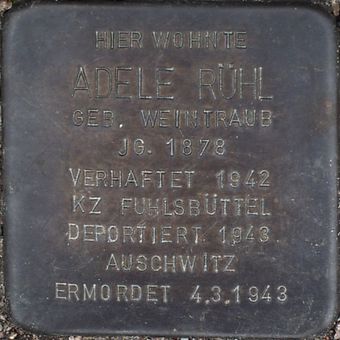 HIER WOHNTE
ADELE RÜHL
GEB. WEINTRAUB
JG. 1878
VERHAFTET 1942
KZ FUHLSBÜTTEL
DEPORTIERT 1943
AUSCHWITZ
ERMORDET 4.3.1943